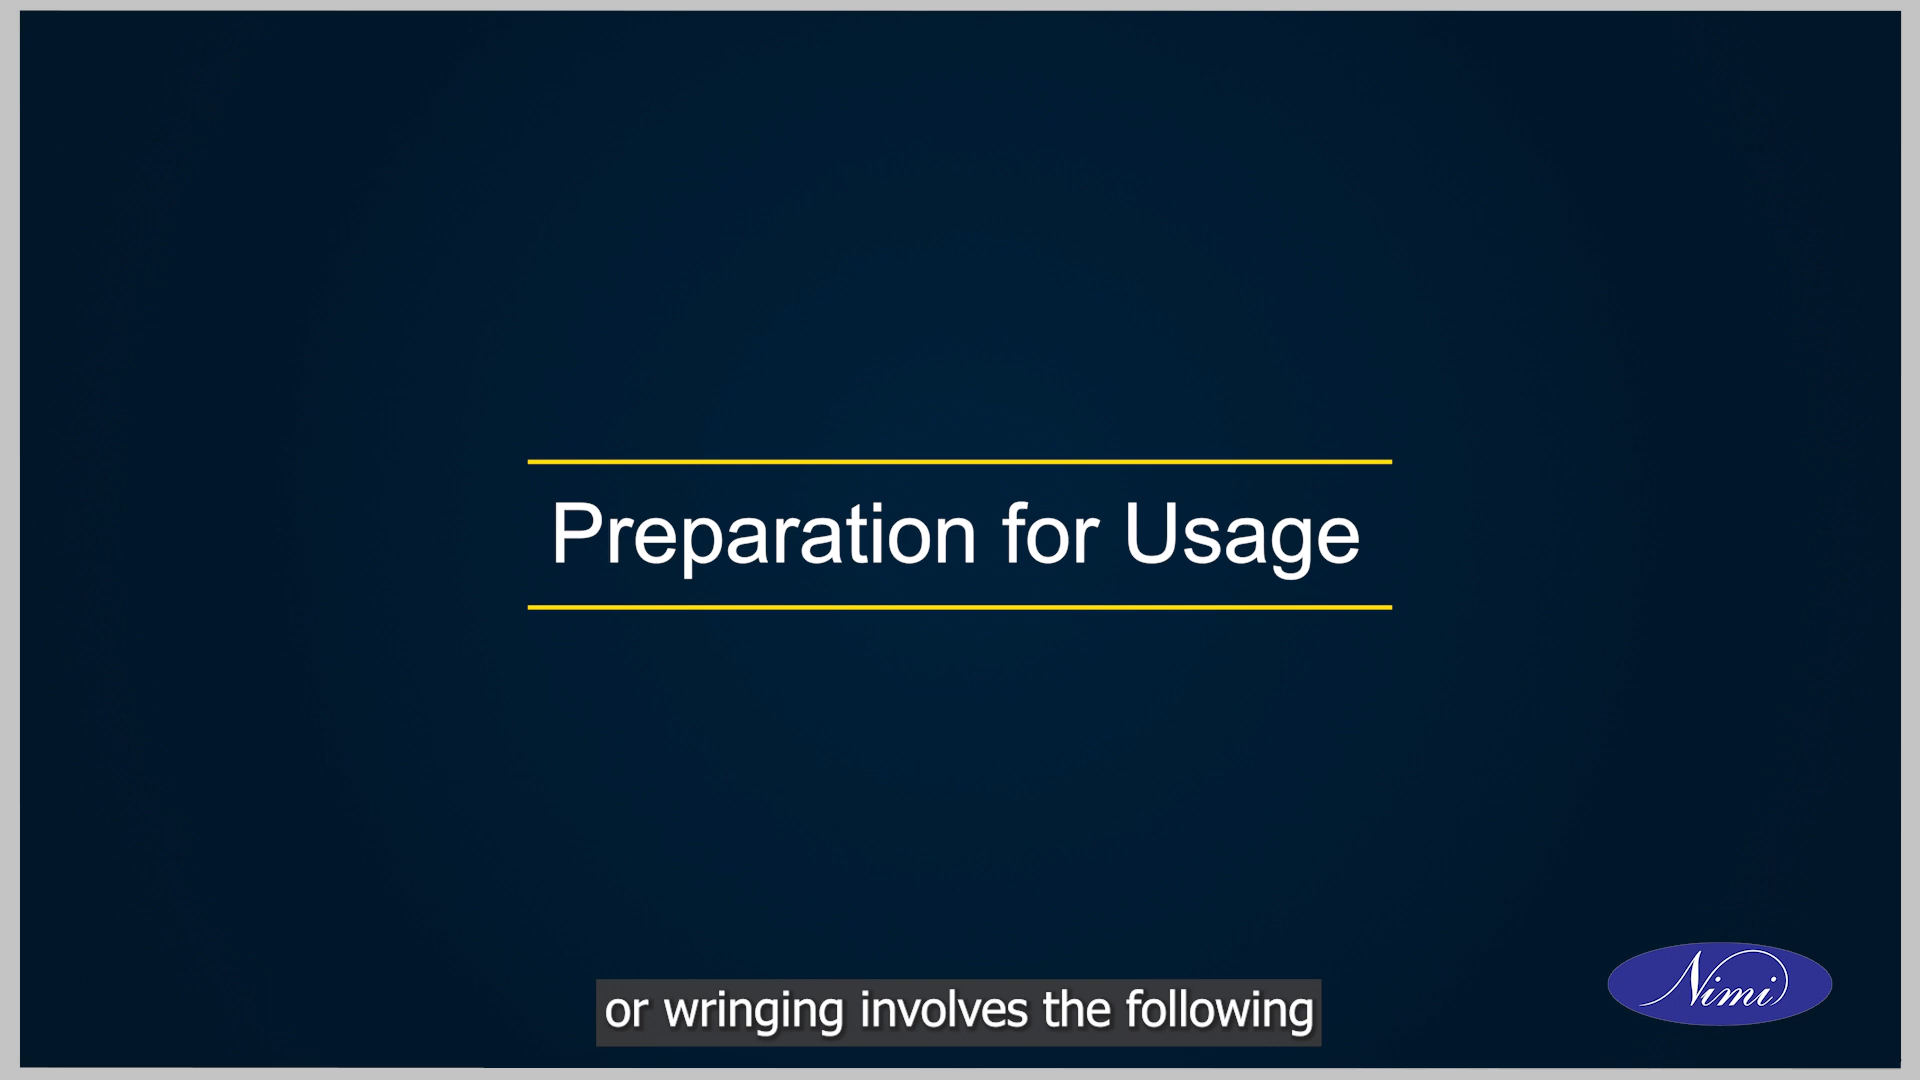 Preparation for Usage
Nimi
or wringing involves the following